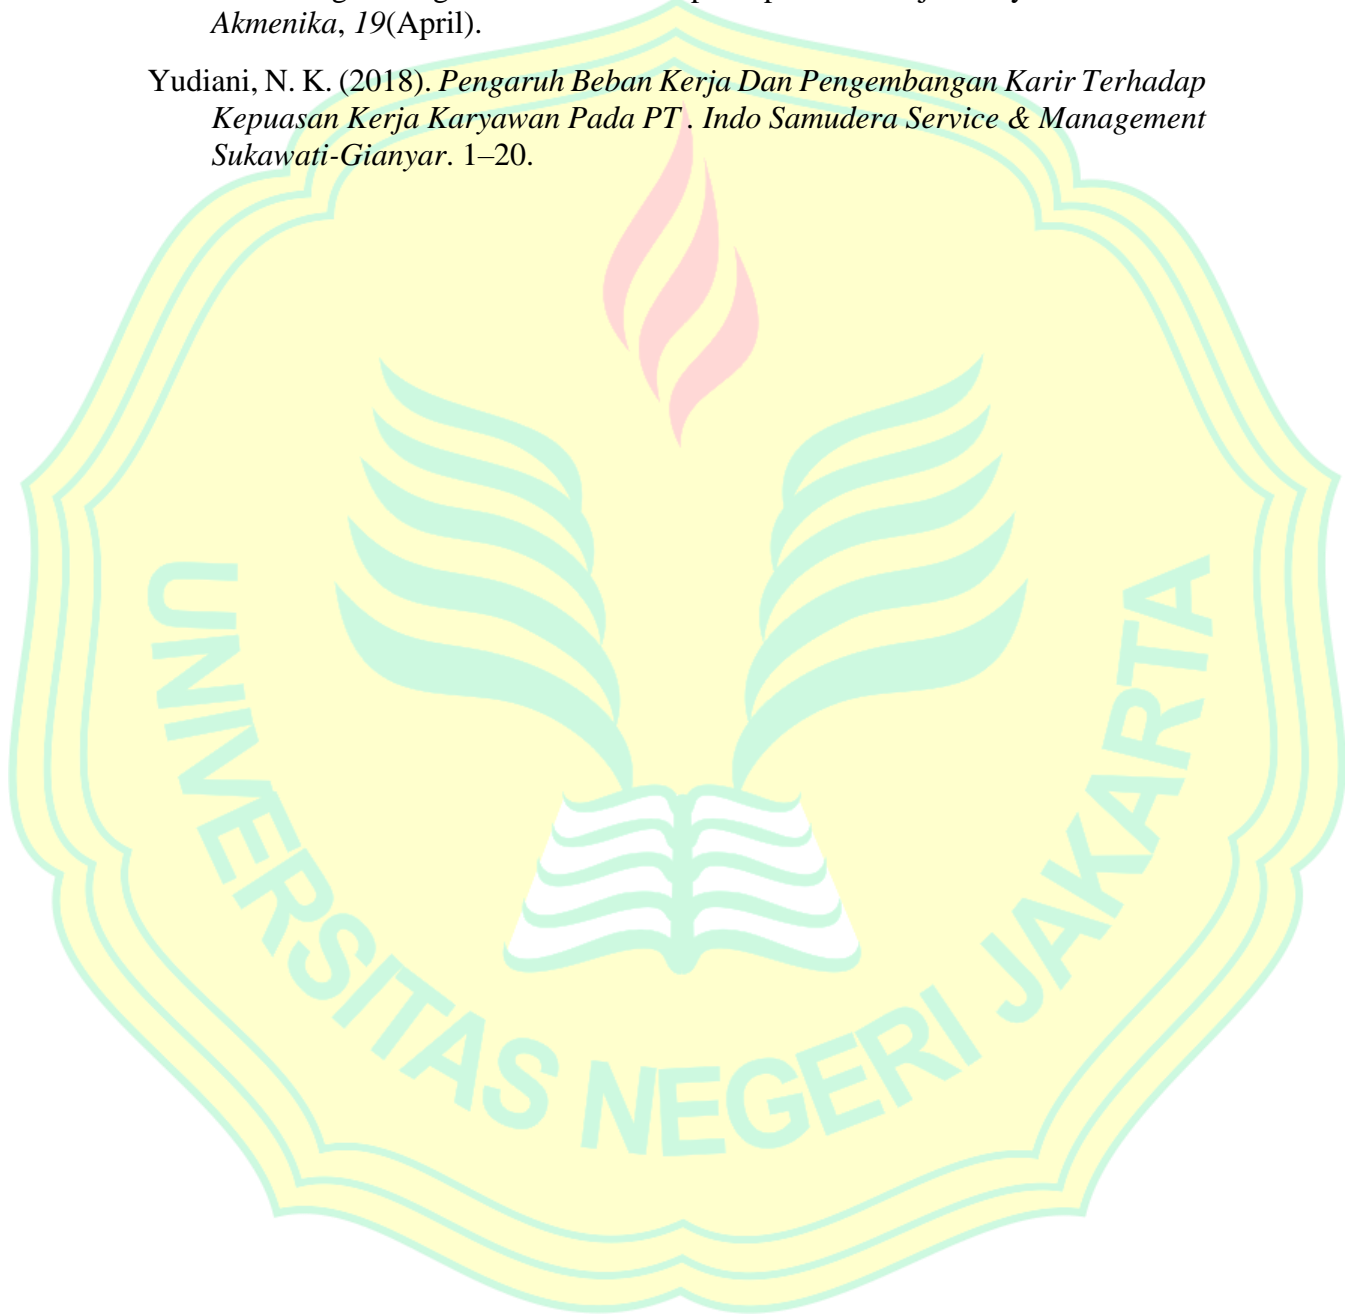 Akmenika, 19(April).
Yudiani, N. K. (2018). Pengaruh Beban Kerja Dan Pengembangan Karir Terhadap
Kepuasan Kerja Karyawan Pada PT . Indo Samudera Service & Management
Sukawati-Gianyar. 1–20.
UNIVERSITAS NEGERI JAKARTA